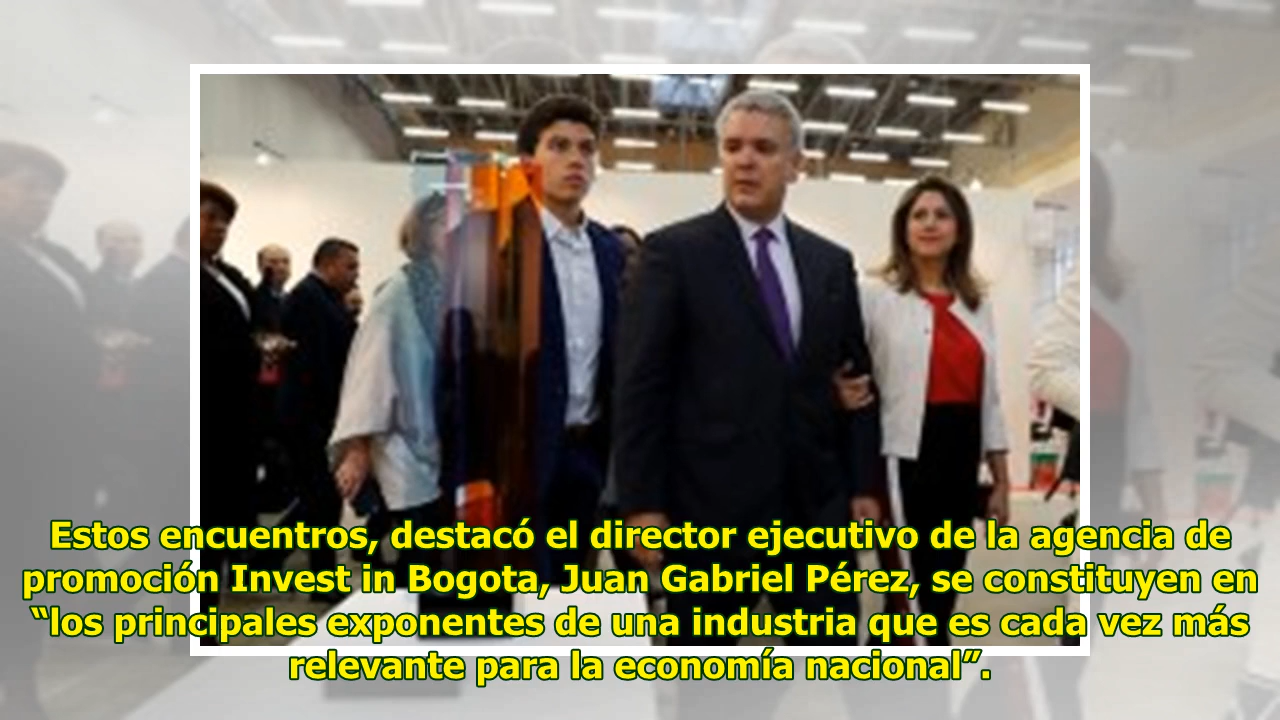 Estos encuentros, destacó el director ejecutivo de la agencia de
promoción Invest in Bogota, Juan Gabriel Pérez, se constituyen en
“los principales exponentes de una industria que es cada vez más
relevante para la economía nacional”.